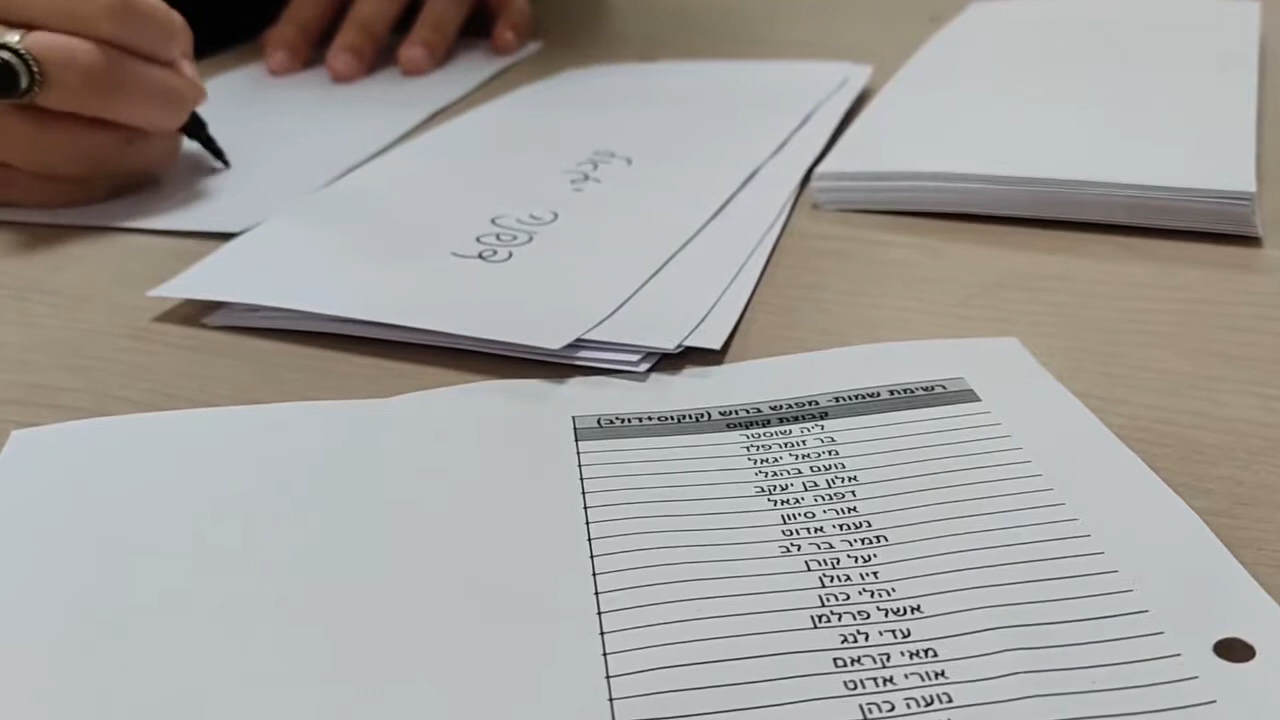 רשימת שמות- מפגש ברוש (קוקוס+דולב)
קבוצת קוקוס
ליה שוסטר
בר זומרפלד
מיכאל יגאל
נועם בהגלי
אלון בן יעקב
דפנה יגאל
אורי סיוון
נעמי אדוט
תמיר בר לב
יעל קורן
זיו גולן
יהלי כהן
אשל פרלמן
עדי לנג
מאי קראם
אורי אדוט
נועה כהן